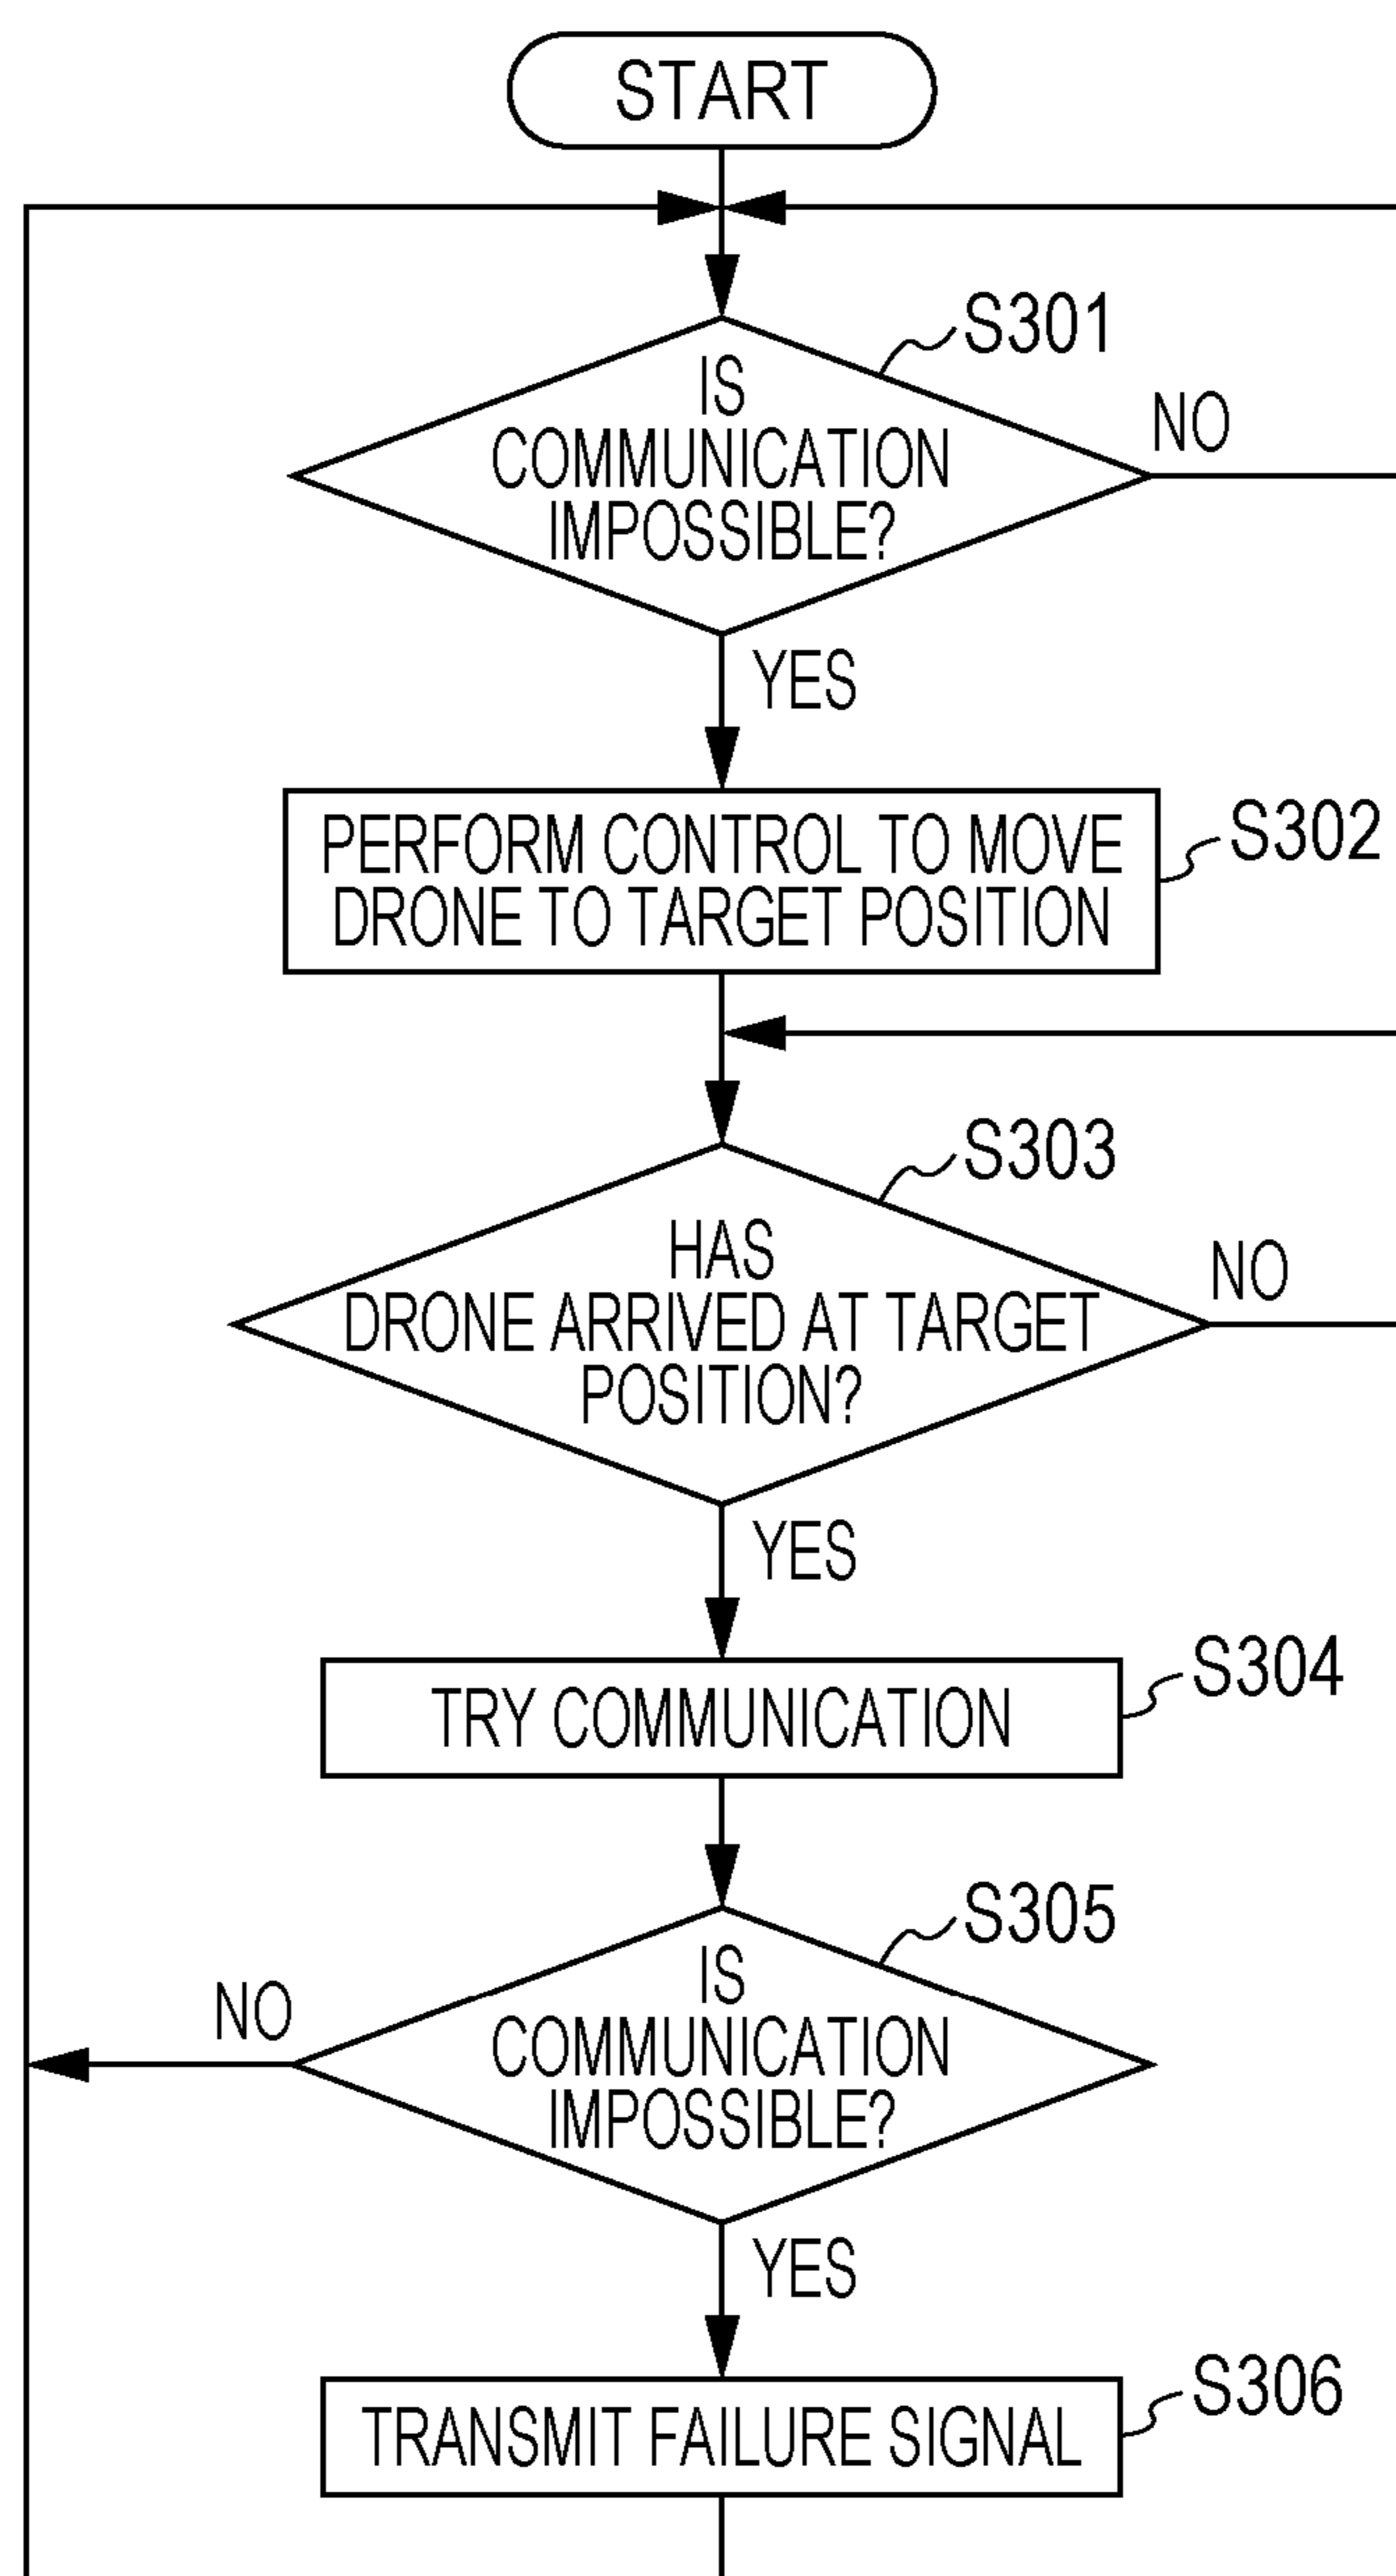 START
S301
IS
COMMUNICATION
IMPOSSIBLE?
NO
YES
PERFORM CONTROL TO MOVE
DRONE TO TARGET POSITION
S302
S303
HAS
DRONE ARRIVED AT TARGET
POSITION?
NO
YES
TRY COMMUNICATION
S304
S305
IS
COMMUNICATION
IMPOSSIBLE?
NO
YES
TRANSMIT FAILURE SIGNAL
S306